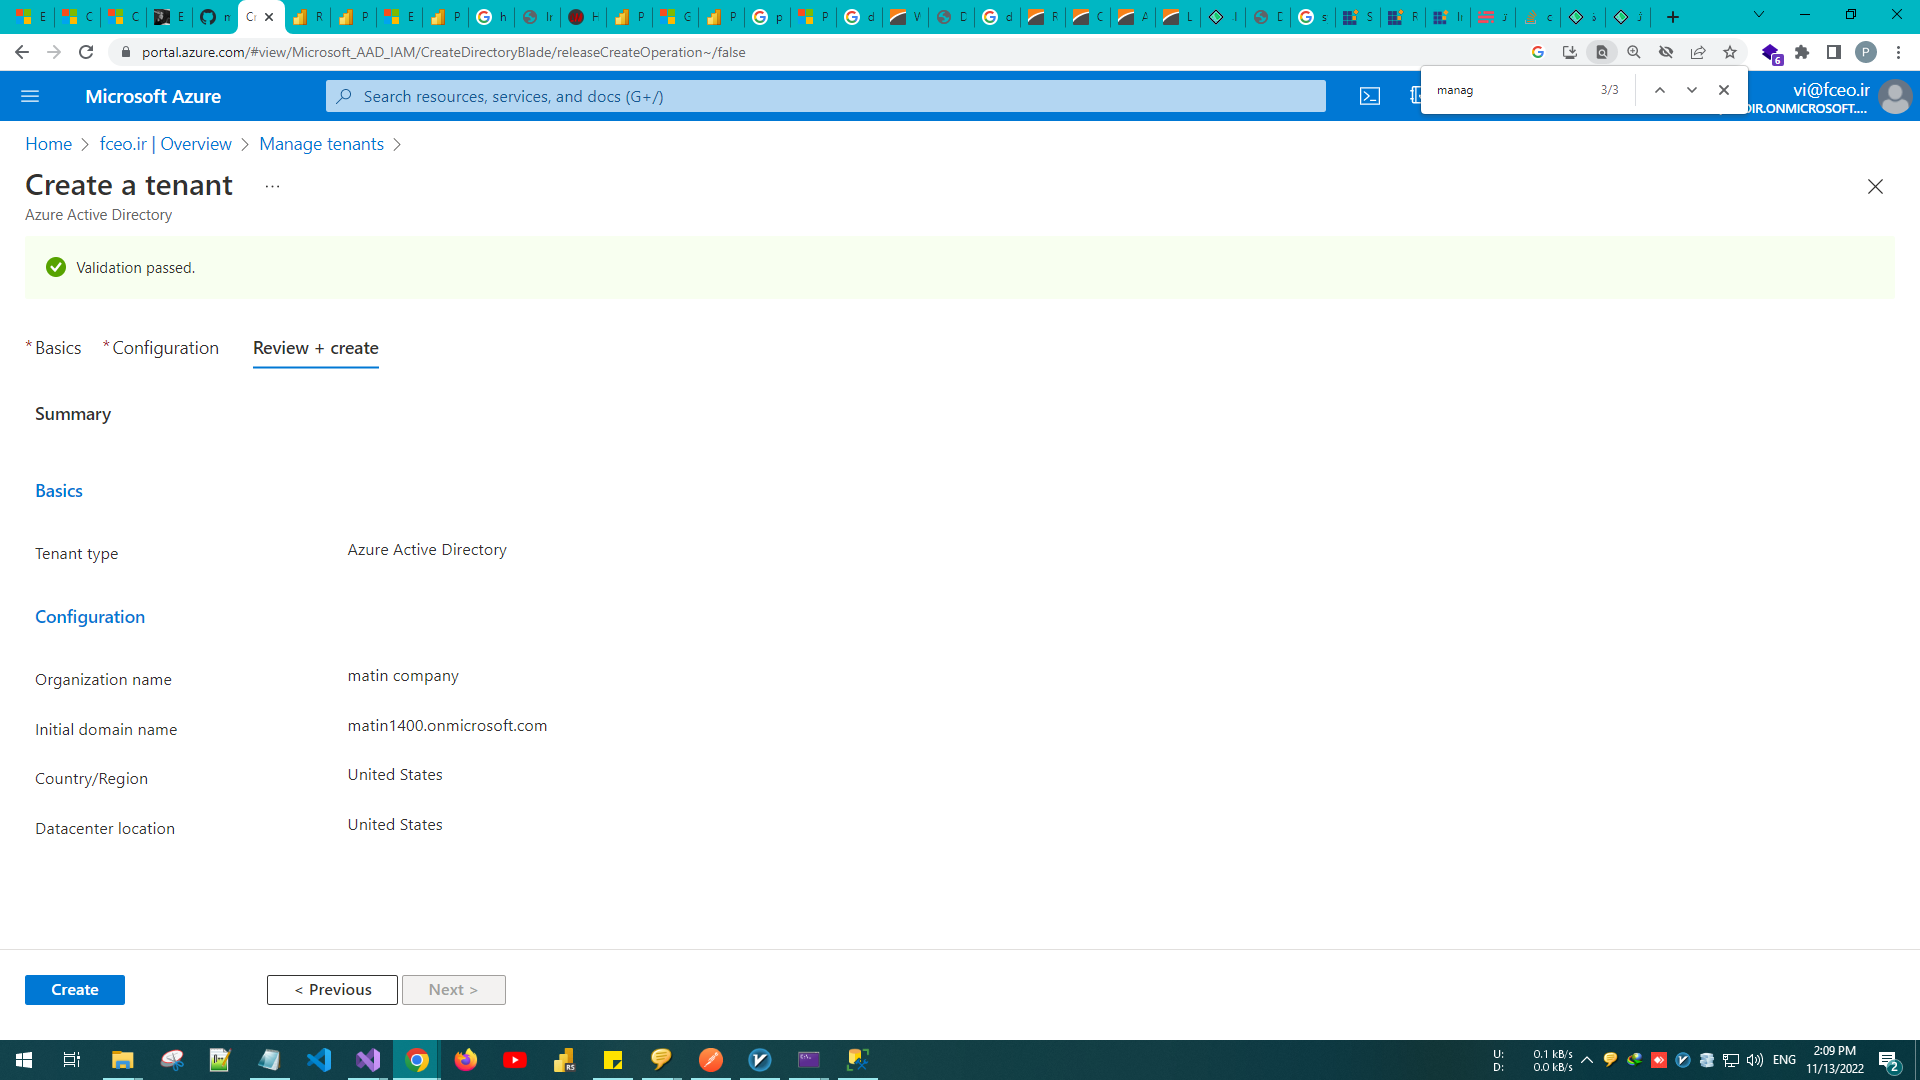 portal.azure.com/#view/Microsoft_AAD_IAM/CreateDirectoryBlade/releaseCreateOperation~/false
6
P
manag 3/3
Microsoft Azure
Search resources, services, and docs (G+/)
vi@fceo.ir
DIR.ONMICROSOFT....
Home > fceo.ir | Overview > Manage tenants >
Create a tenant ...
Azure Active Directory
Validation passed.
* Basics * Configuration Review + create
Summary
Basics
Tenant type Azure Active Directory
Configuration
Organization name matin company
Initial domain name matin1400.onmicrosoft.com
Country/Region United States
Datacenter location United States
Create < Previous Next >
U: 0.1 kB/s
D: 0.0 kB/s
ENG
2:09 PM
11/13/2022
2